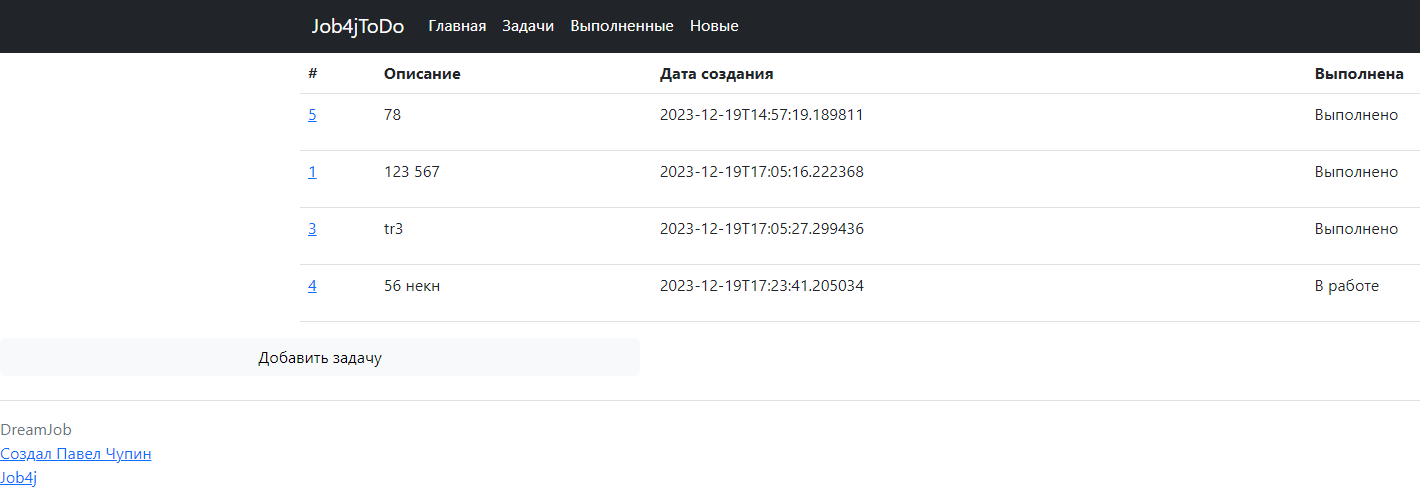 Job4jToDo Главная Задачи Выполненные Новые
# Описание Дата создания Выполнена
5 78 2023-12-19T14:57:19.189811 Выполнено
1 123 567 2023-12-19T17:05:16.222368 Выполнено
3 tr3 2023-12-19T17:05:27.299436 Выполнено
4 56 некн 2023-12-19T17:23:41.205034 В работе
Добавить задачу
DreamJob
Создал Павел Чупин
Job4j